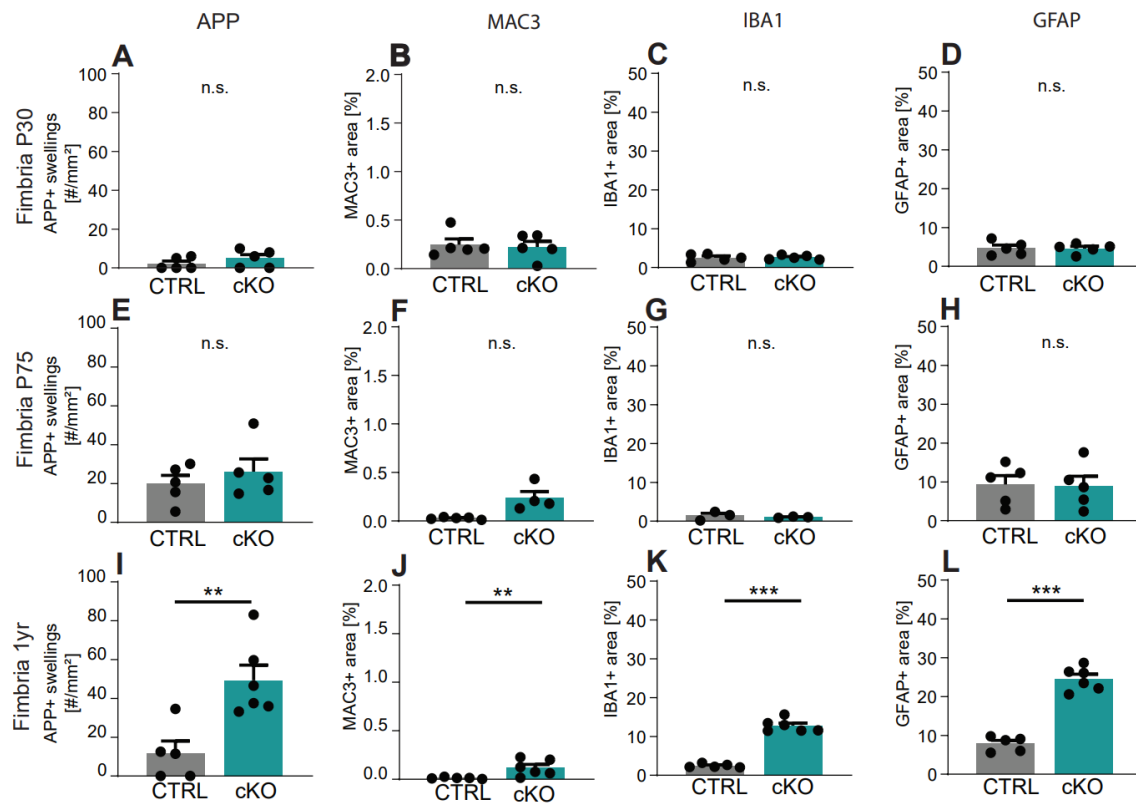 APP MAC3 IBA1 GFAP
A B C D
Fimbria P30
APP+ swellings
[#/mm²]
100
80
60
40
20
0
n.s.
CTRL cKO
MAC3+ area [%]
2.0
1.5
1.0
0.5
0.0
n.s.
CTRL cKO
IBA1+ area [%]
50
40
30
20
10
0
n.s.
CTRL cKO
GFAP+ area [%]
50
40
30
20
10
0
n.s.
CTRL cKO
E F G H
Fimbria P75
APP+ swellings
[#/mm²]
100
80
60
40
20
0
n.s.
CTRL cKO
MAC3+ area [%]
2.0
1.5
1.0
0.5
0.0
n.s.
CTRL cKO
IBA1+ area [%]
50
40
30
20
10
0
n.s.
CTRL cKO
GFAP+ area [%]
50
40
30
20
10
0
n.s.
CTRL cKO
I J K L
Fimbria 1yr
APP+ swellings
[#/mm²]
100
80
60
40
20
0
**
CTRL cKO
MAC3+ area [%]
2.0
1.5
1.0
0.5
0.0
**
CTRL cKO
IBA1+ area [%]
50
40
30
20
10
0
***
CTRL cKO
GFAP+ area [%]
50
40
30
20
10
0
***
CTRL cKO